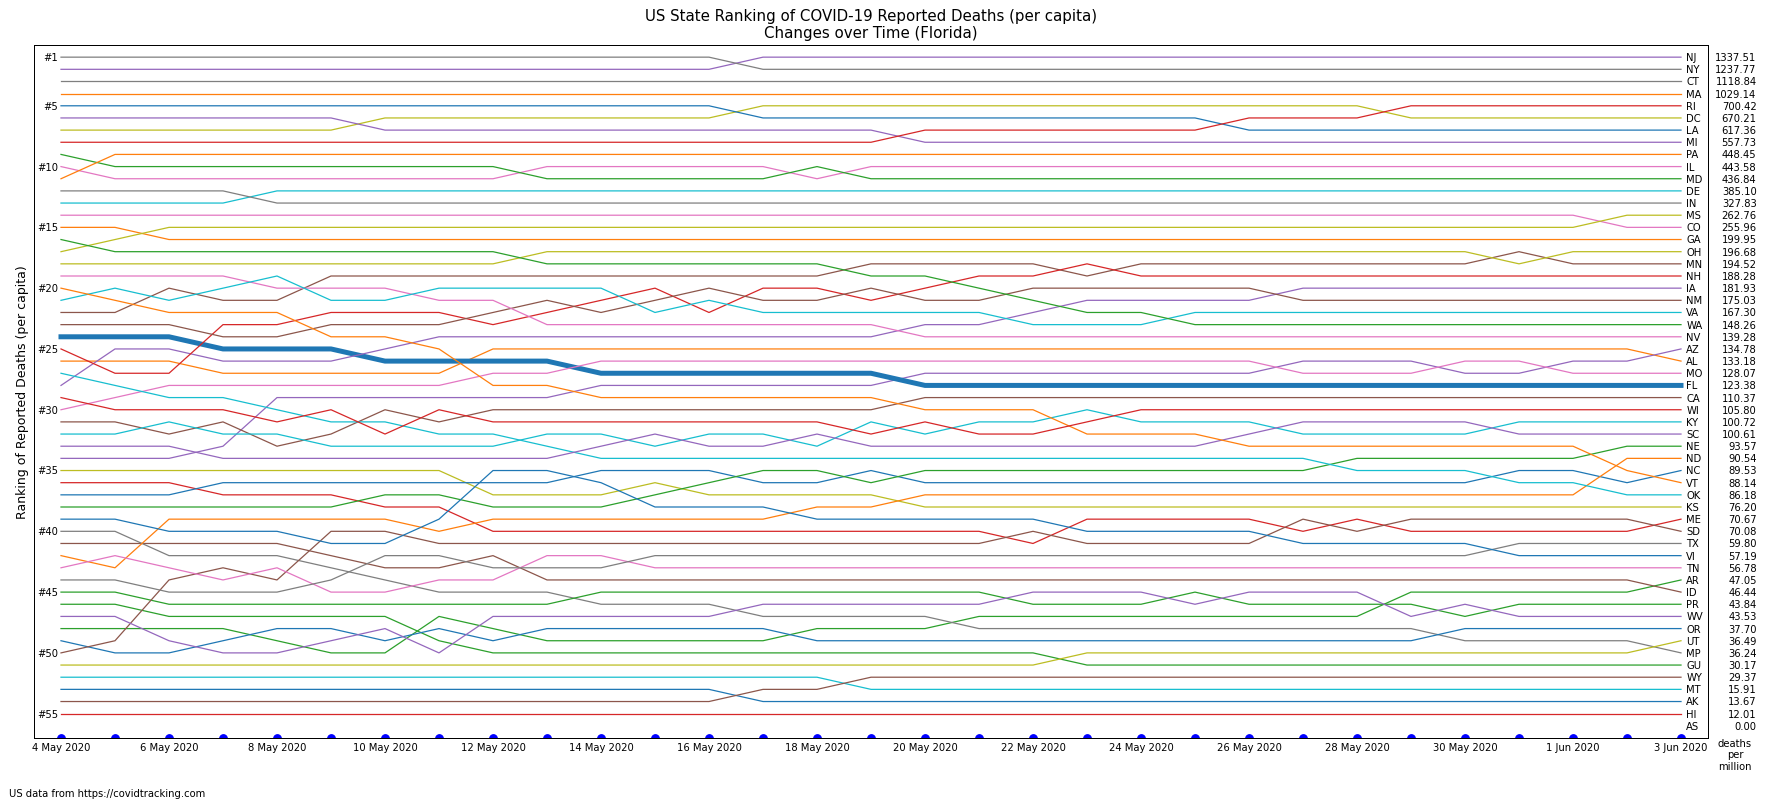 US State Ranking of COVID-19 Reported Deaths (per capita)
Changes over Time (Florida)
Ranking of Reported Deaths (per capita)
#1
#5
#10
#15
#20
#25
#30
#35
#40
#45
#50
#55
NJ 1337.51
NY 1237.77
CT 1118.84
MA 1029.14
RI 700.42
DC 670.21
LA 617.36
MI 557.73
PA 448.45
IL 443.58
MD 436.84
DE 385.10
IN 327.83
MS 262.76
CO 255.96
GA 199.95
OH 196.68
MN 194.52
NH 188.28
IA 181.93
NM 175.03
VA 167.30
WA 148.26
NV 139.28
AZ 134.78
AL 133.18
MO 128.07
FL 123.38
CA 110.37
WI 105.80
KY 100.72
SC 100.61
NE 93.57
ND 90.54
NC 89.53
VT 88.14
OK 86.18
KS 76.20
ME 70.67
SD 70.08
TX 59.80
VI 57.19
TN 56.78
AR 47.05
ID 46.44
PR 43.84
WV 43.53
OR 37.70
UT 36.49
MP 36.24
GU 30.17
WY 29.37
MT 15.91
AK 13.67
HI 12.01
AS 0.00
4 May 2020 6 May 2020 8 May 2020 10 May 2020 12 May 2020 14 May 2020 16 May 2020 18 May 2020 20 May 2020 22 May 2020 24 May 2020 26 May 2020 28 May 2020 30 May 2020 1 Jun 2020 3 Jun 2020
deaths
per
million
US data from https://covidtracking.com